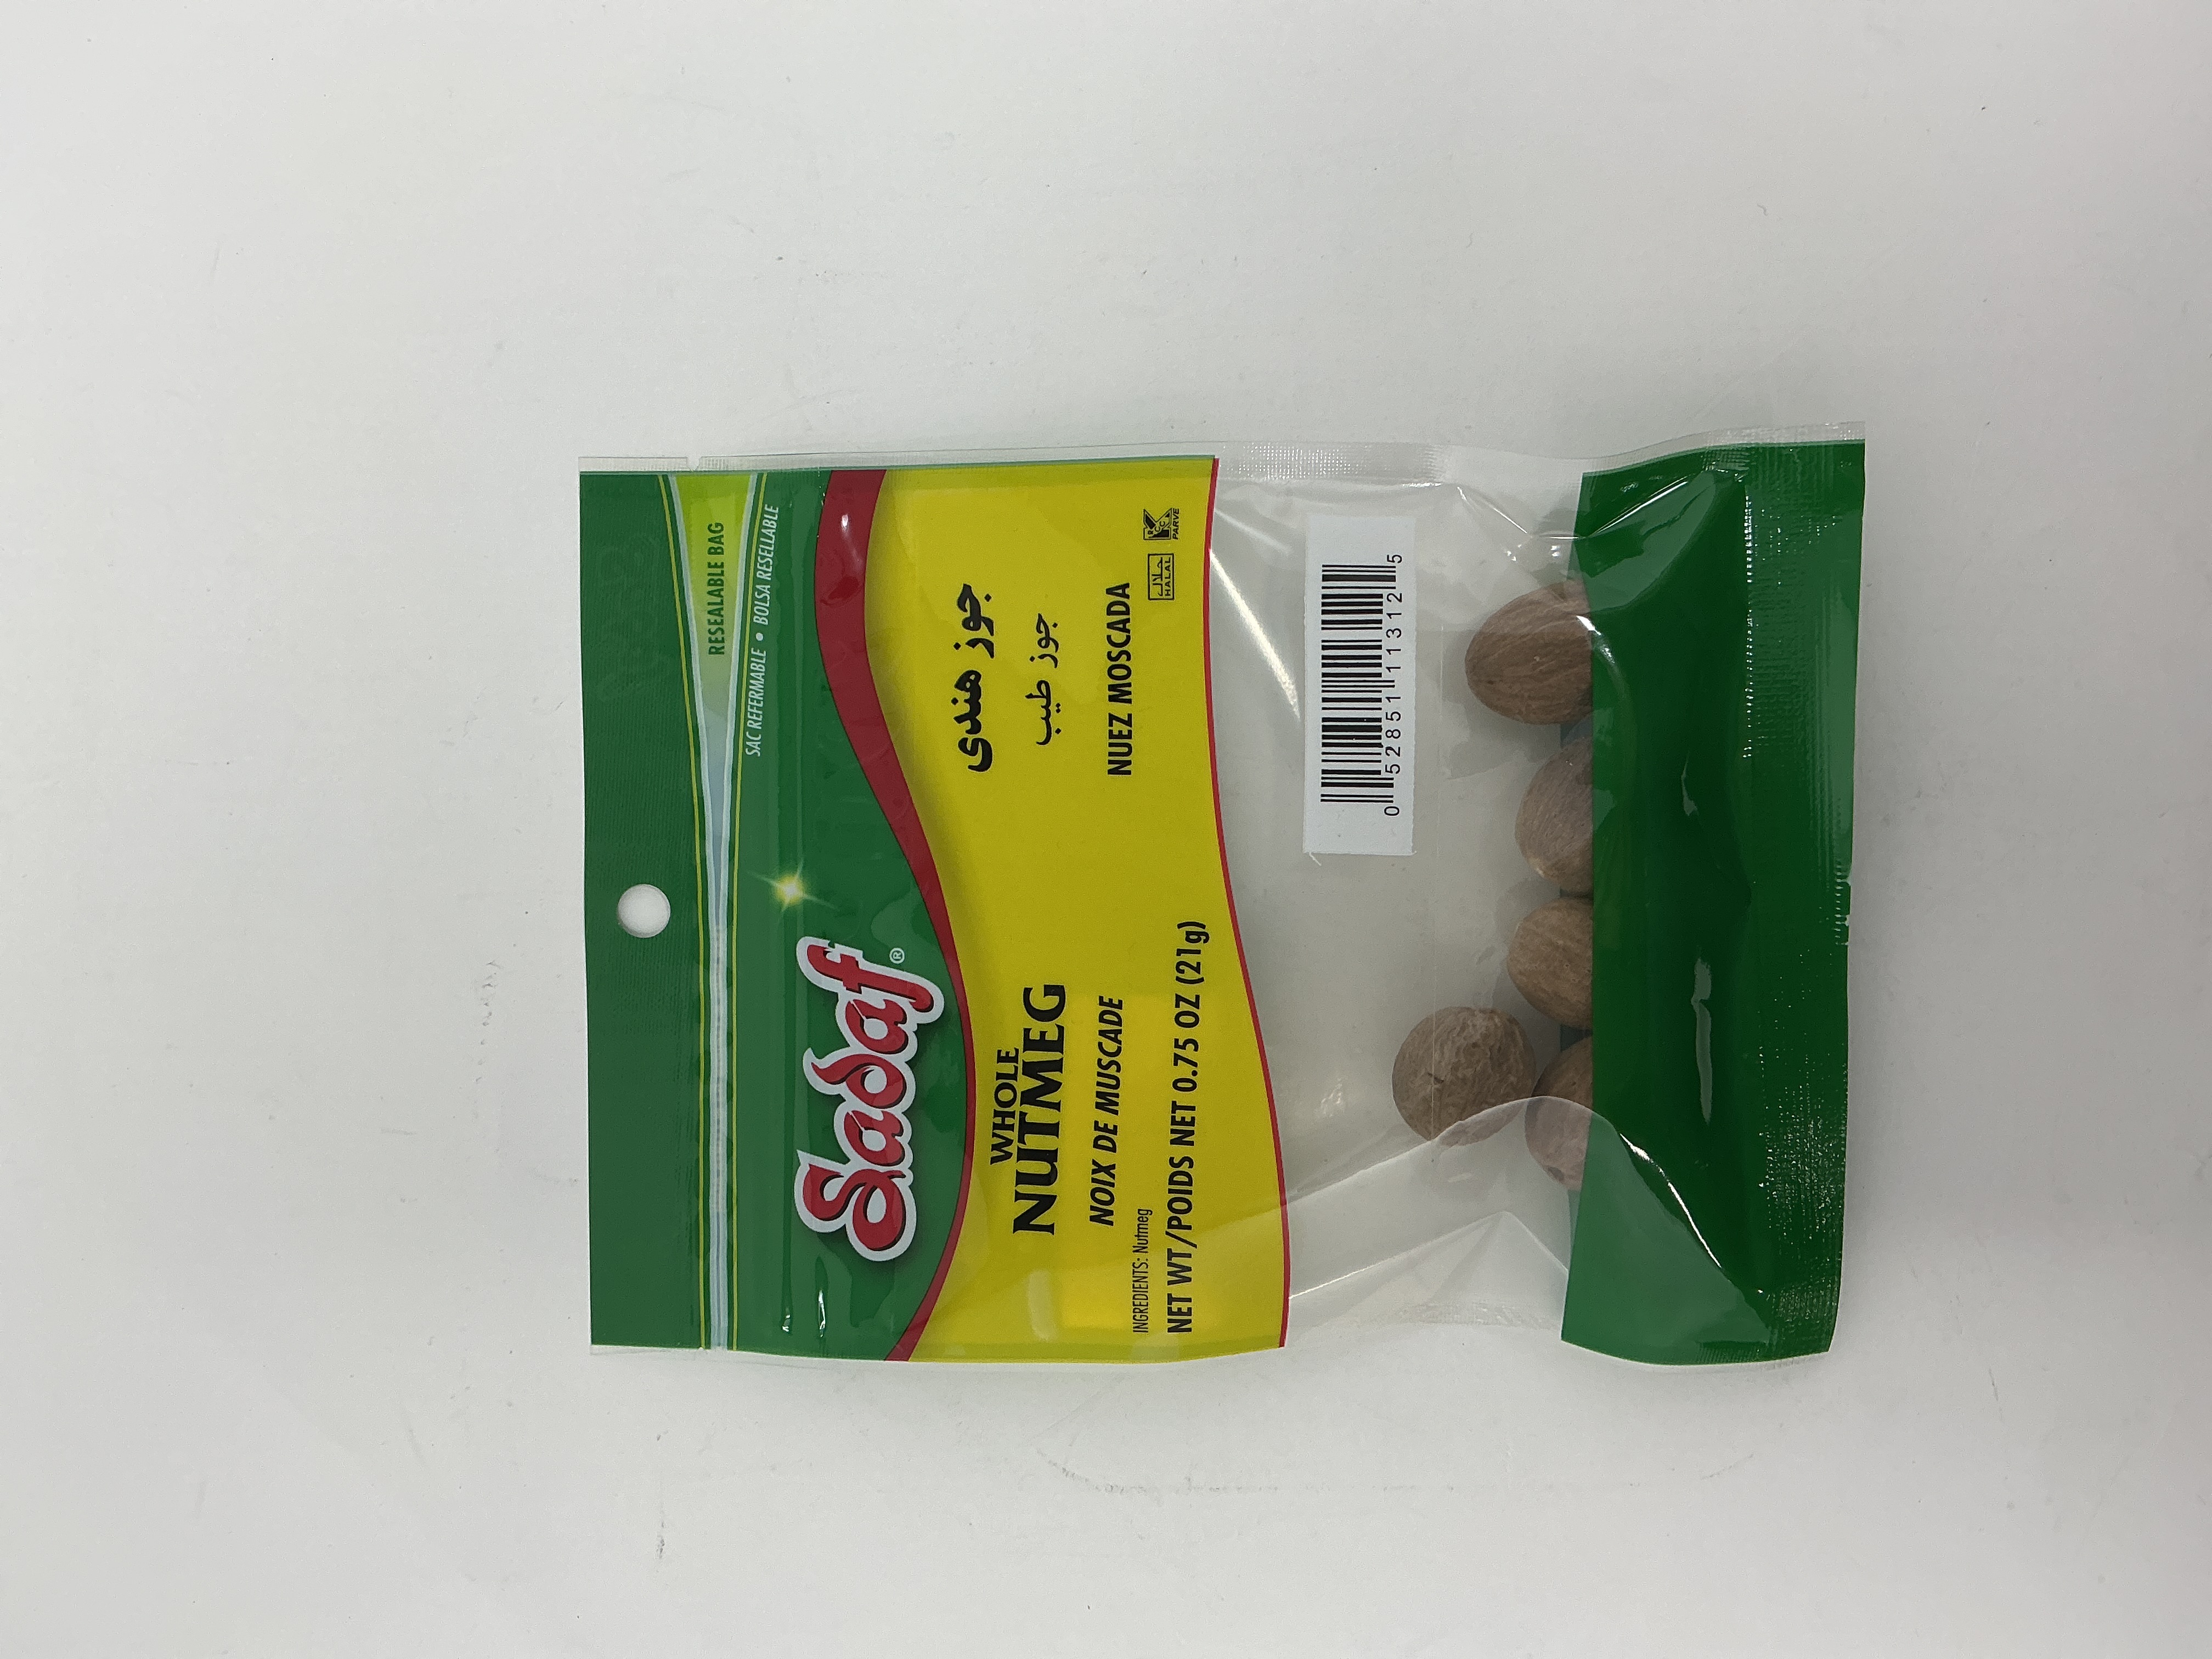 RESEALABLE BAG
SAC REFERMABLE • BOLSA RESELLABLE
Sadaf®
WHOLE
NUTMEG
NOIX DE MUSCADE
INGREDIENTS: Nutmeg
NET WT/POIDS NET 0.75 OZ (21g)
جوز هندی
جوز طيب
NUEZ MOSCADA
حلال
HALAL
K
PARVE
0 52851 11312 5